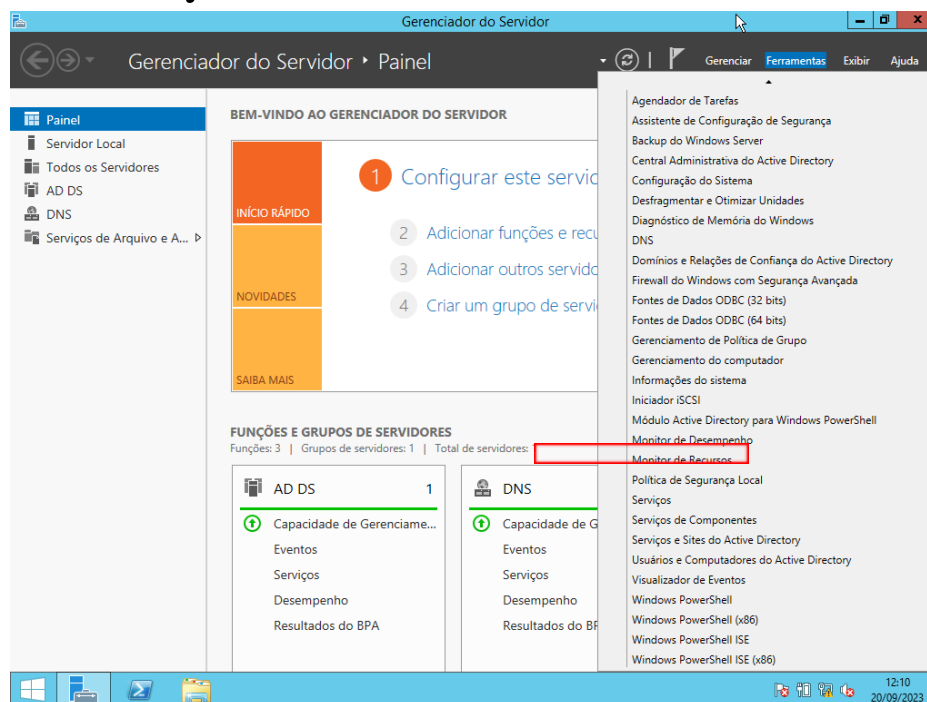 Gerenciador do Servidor
Gerenciador do Servidor • Painel
Gerenciar Ferramentas Exibir Ajuda
Painel
Servidor Local
Todos os Servidores
AD DS
DNS
Serviços de Arquivo e A...
BEM-VINDO AO GERENCIADOR DO SERVIDOR
INÍCIO RÁPIDO
NOVIDADES
SAIBA MAIS
1 Configurar este servid
2 Adicionar funções e recu
3 Adicionar outros servido
4 Criar um grupo de servi
FUNÇÕES E GRUPOS DE SERVIDORES
Funções: 3 | Grupos de servidores: 1 | Total de servidores:
AD DS 1
Capacidade de Gerenciame...
Eventos
Serviços
Desempenho
Resultados do BPA
DNS
Capacidade de G
Eventos
Serviços
Desempenho
Resultados do BP
Agendador de Tarefas
Assistente de Configuração de Segurança
Backup do Windows Server
Central Administrativa do Active Directory
Configuração do Sistema
Desfragmentar e Otimizar Unidades
Diagnóstico de Memória do Windows
DNS
Domínios e Relações de Confiança do Active Directory
Firewall do Windows com Segurança Avançada
Fontes de Dados ODBC (32 bits)
Fontes de Dados ODBC (64 bits)
Gerenciamento de Política de Grupo
Gerenciamento do computador
Informações do sistema
Iniciador iSCSI
Módulo Active Directory para Windows PowerShell
Monitor de Desempenho
Monitor de Recursos
Política de Segurança Local
Serviços
Serviços de Componentes
Serviços e Sites do Active Directory
Usuários e Computadores do Active Directory
Visualizador de Eventos
Windows PowerShell
Windows PowerShell (x86)
Windows PowerShell ISE
Windows PowerShell ISE (x86)
12:10
20/09/2023